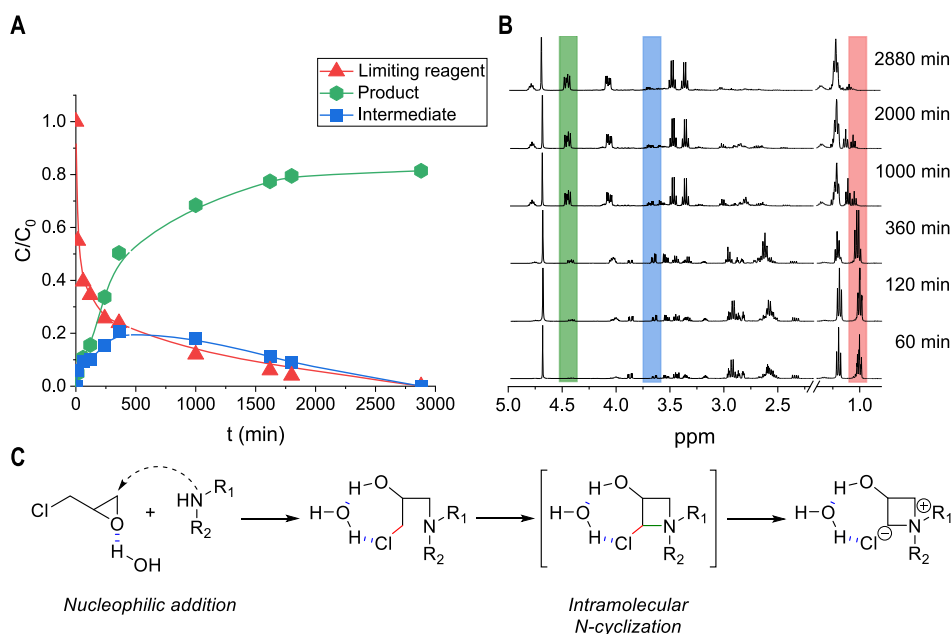 A
Limiting reagent
Product
Intermediate
C/C0
1.0
0.8
0.6
0.4
0.2
0.0
0 500 1000 1500 2000 2500 3000
t (min)
B
2880 min
2000 min
1000 min
360 min
120 min
60 min
5.0 4.5 4.0 3.5 3.0 2.5 1.0
ppm
C
Cl O H OH + HN R1 R2
H O H O H Cl N R1 R2
H O H O H Cl N R1 R2
H O H O H Cl ⊖ N ⊕ R1 R2
Nucleophilic addition
Intramolecular
N-cyclization